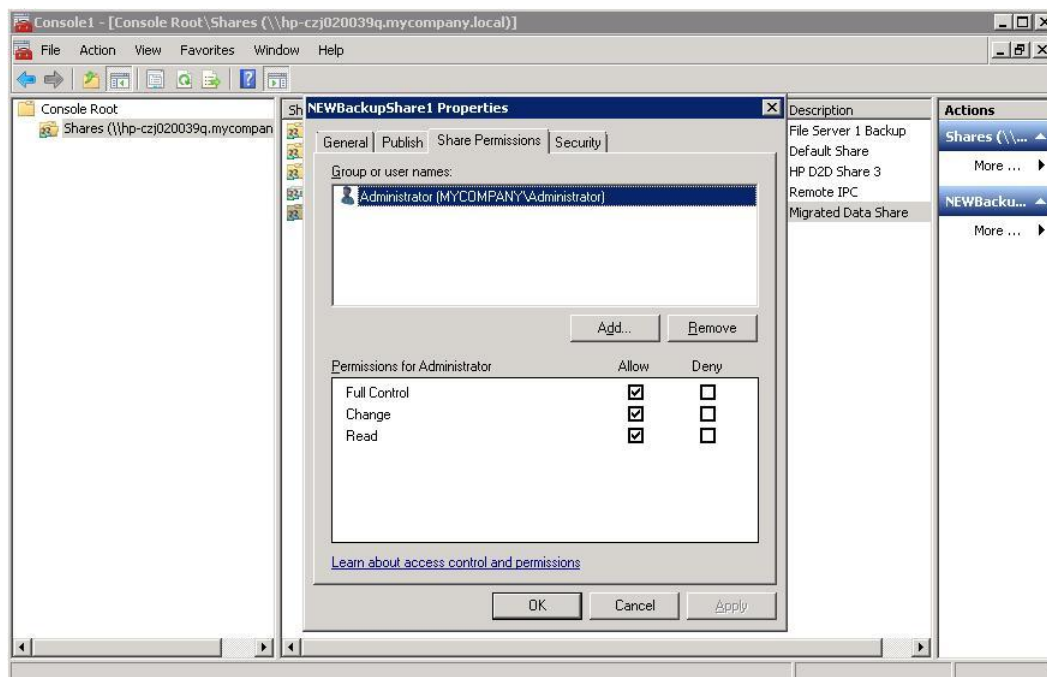 Console1 - [Console Root\Shares (\\hp-czj020039q.mycompany.local)]
File Action View Favorites Window Help
Console Root
Shares (\\hp-czj020039q.mycompan
Sh
NEWBackupShare1 Properties
General Publish Share Permissions Security
Group or user names:
Administrator (MYCOMPANY\Administrator)
Add... Remove
Permissions for Administrator Allow Deny
Full Control
Change
Read
Learn about access control and permissions
OK Cancel Apply
Description
File Server 1 Backup
Default Share
HP D2D Share 3
Remote IPC
Migrated Data Share
Actions
Shares (\\...
More ...
NEWBacku...
More ...